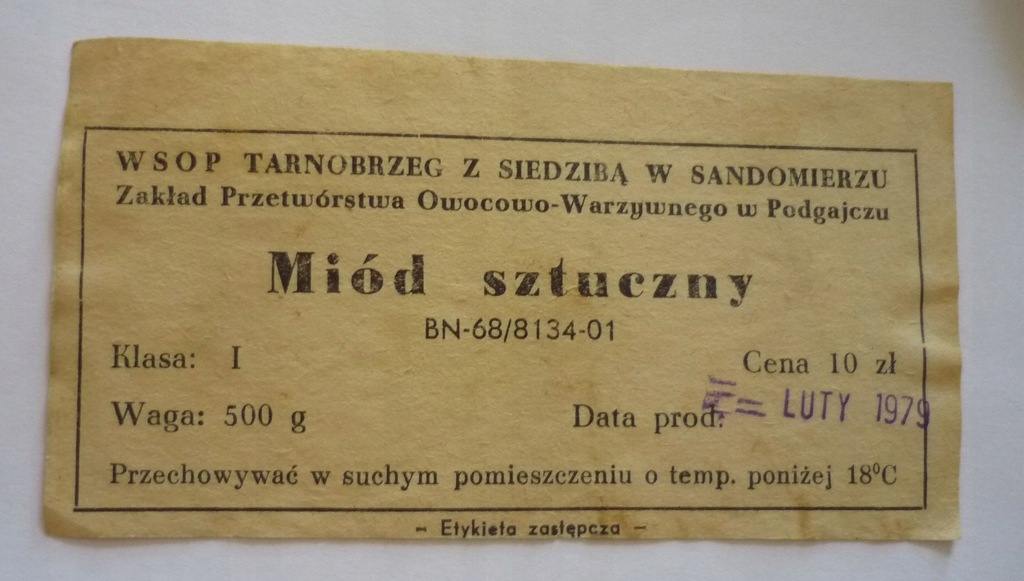 WSOP TARNOBRZEG Z SIEDZIBĄ W SANDOMIERZU
Zakład Przetwórstwa Owocowo-Warzywnego w Podgajczu
Miód sztuczny
BN-68/8134-01
Klasa: I
Cena 10 zł
Waga: 500 g
Data prod: LUTY 1979
Przechowywać w suchym pomieszczeniu o temp. poniżej 18°C
– Etykieta zastępcza –